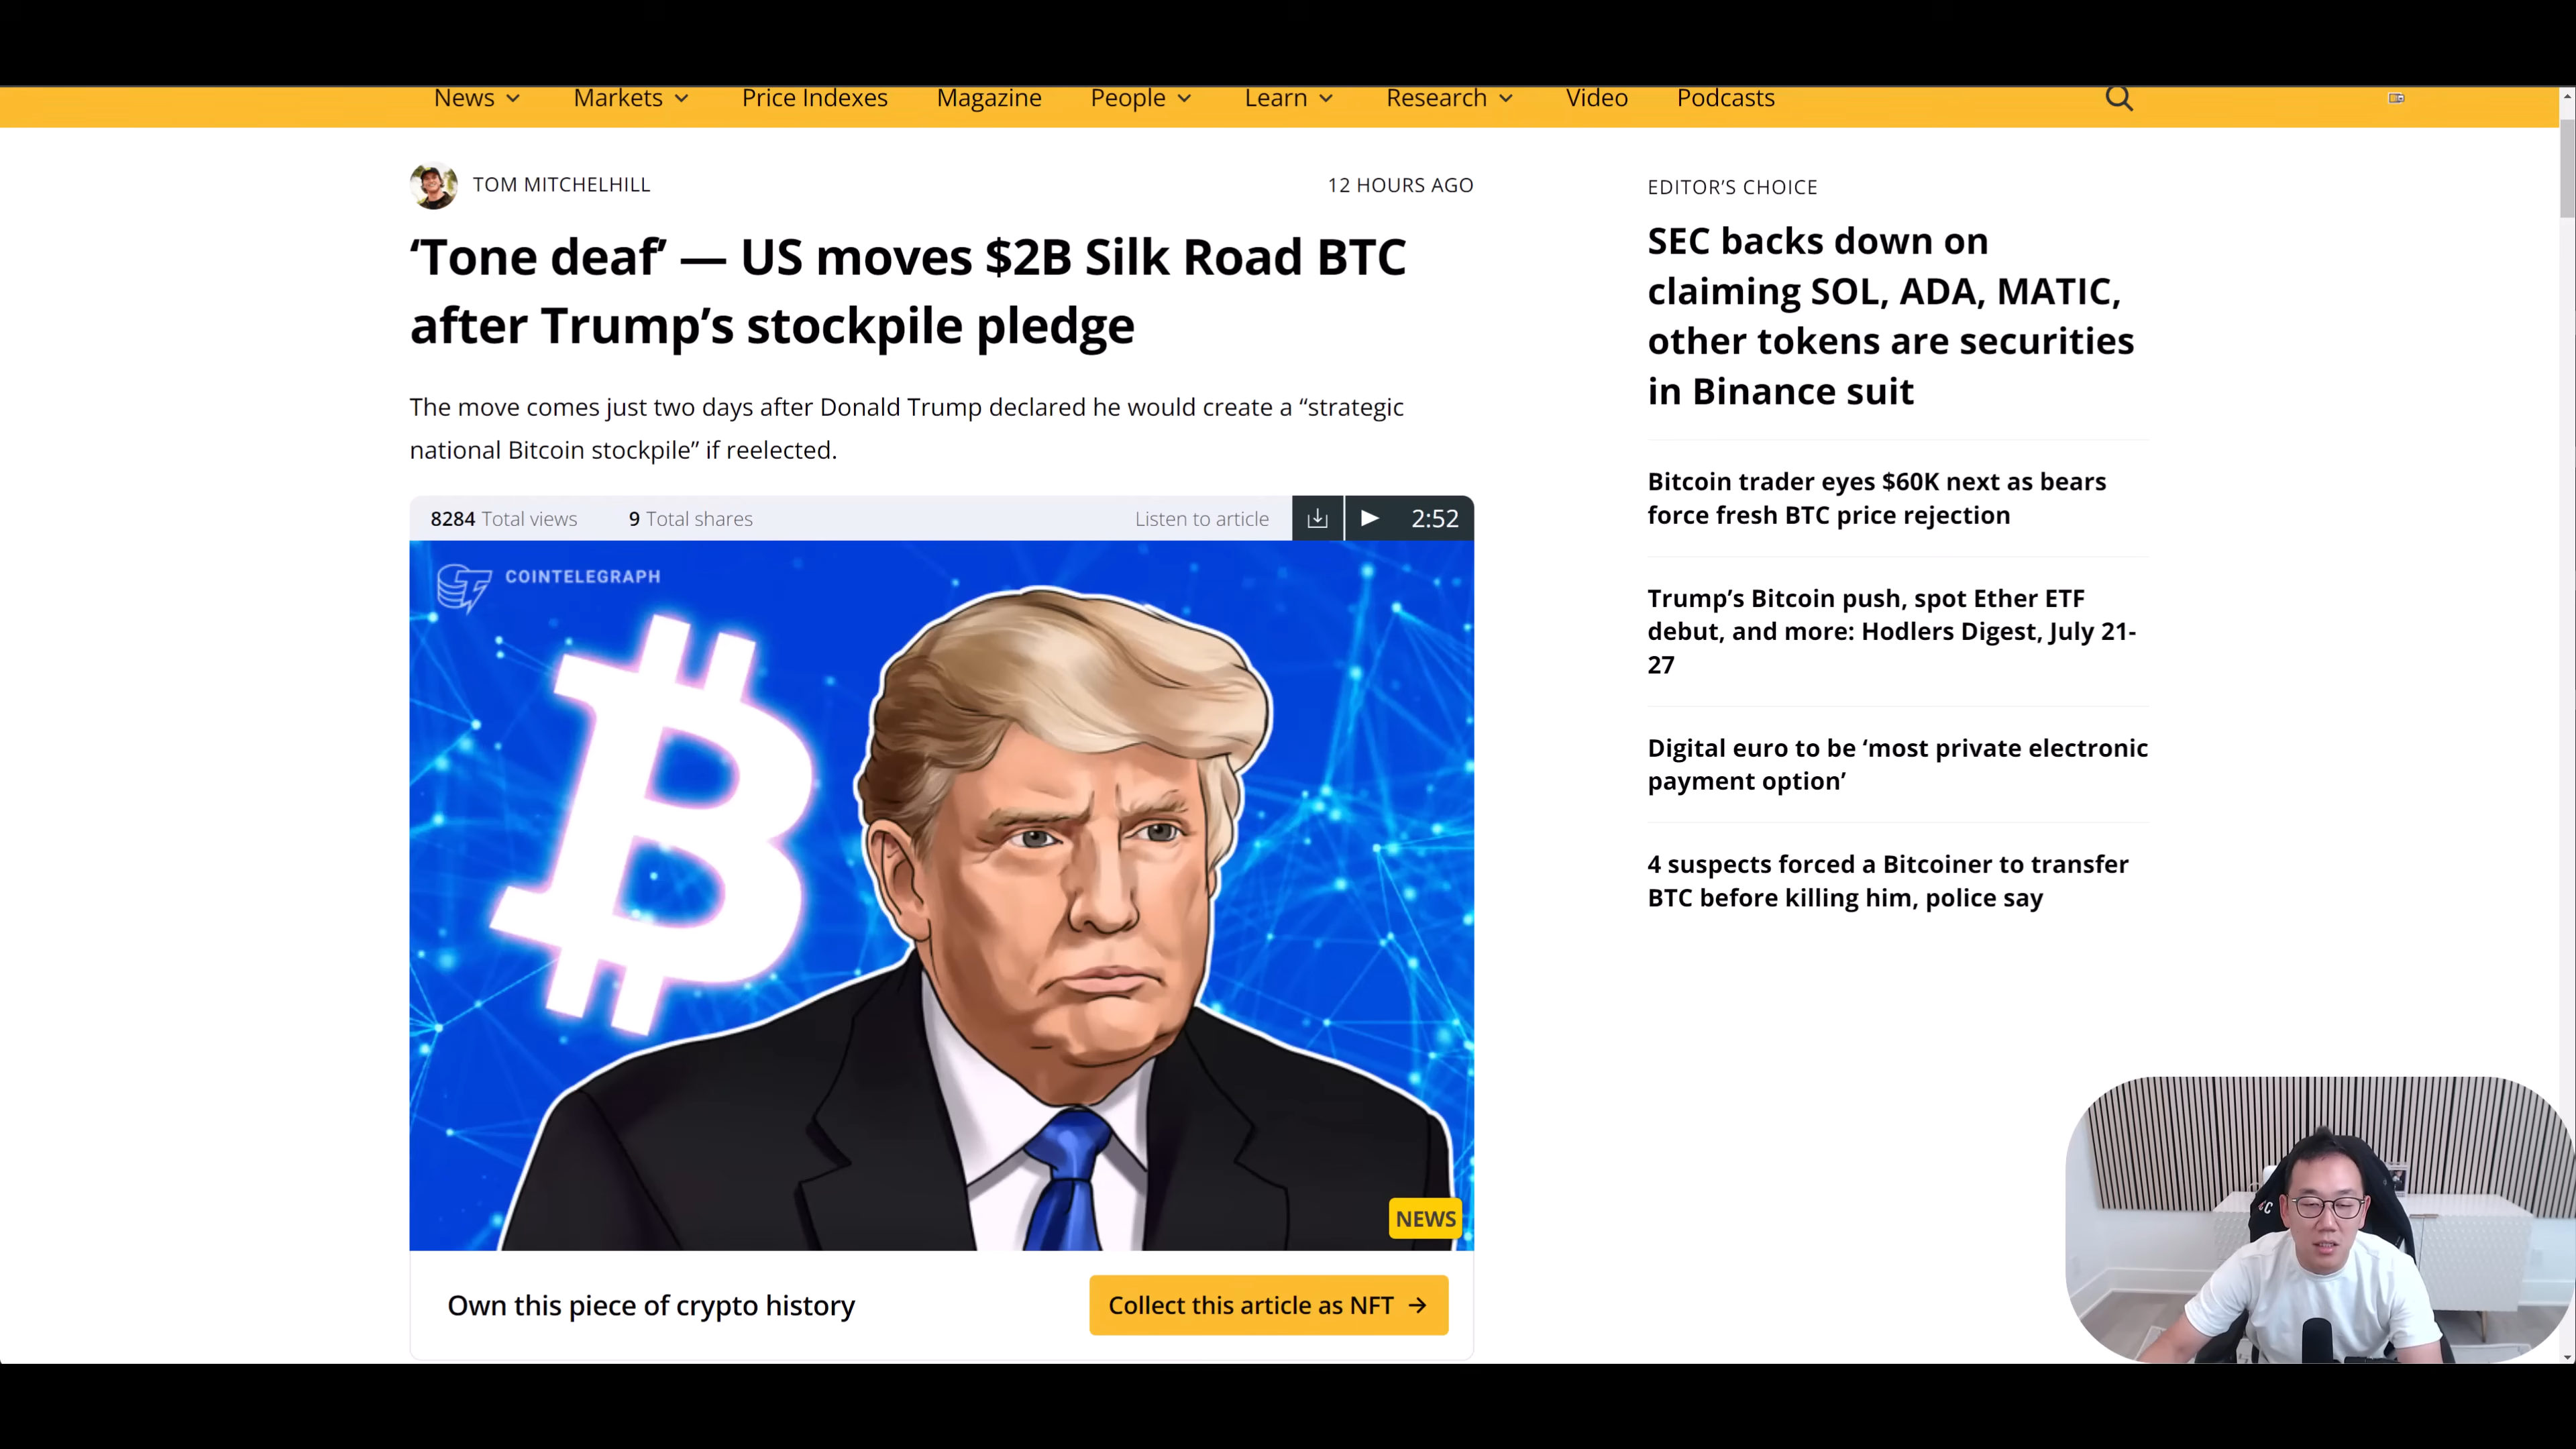 News
Markets
Price Indexes
Magazine
People
Learn
Research
Video
Podcasts
TOM MITCHELHILL
12 HOURS AGO
‘Tone deaf’ — US moves $2B Silk Road BTC
after Trump’s stockpile pledge
The move comes just two days after Donald Trump declared he would create a “strategic
national Bitcoin stockpile” if reelected.
8284 Total views
9 Total shares
Listen to article
2:52
COINTELEGRAPH
NEWS
Own this piece of crypto history
Collect this article as NFT →
EDITOR’S CHOICE
SEC backs down on
claiming SOL, ADA, MATIC,
other tokens are securities
in Binance suit
Bitcoin trader eyes $60K next as bears
force fresh BTC price rejection
Trump’s Bitcoin push, spot Ether ETF
debut, and more: Hodlers Digest, July 21-
27
Digital euro to be ‘most private electronic
payment option’
4 suspects forced a Bitcoiner to transfer
BTC before killing him, police say